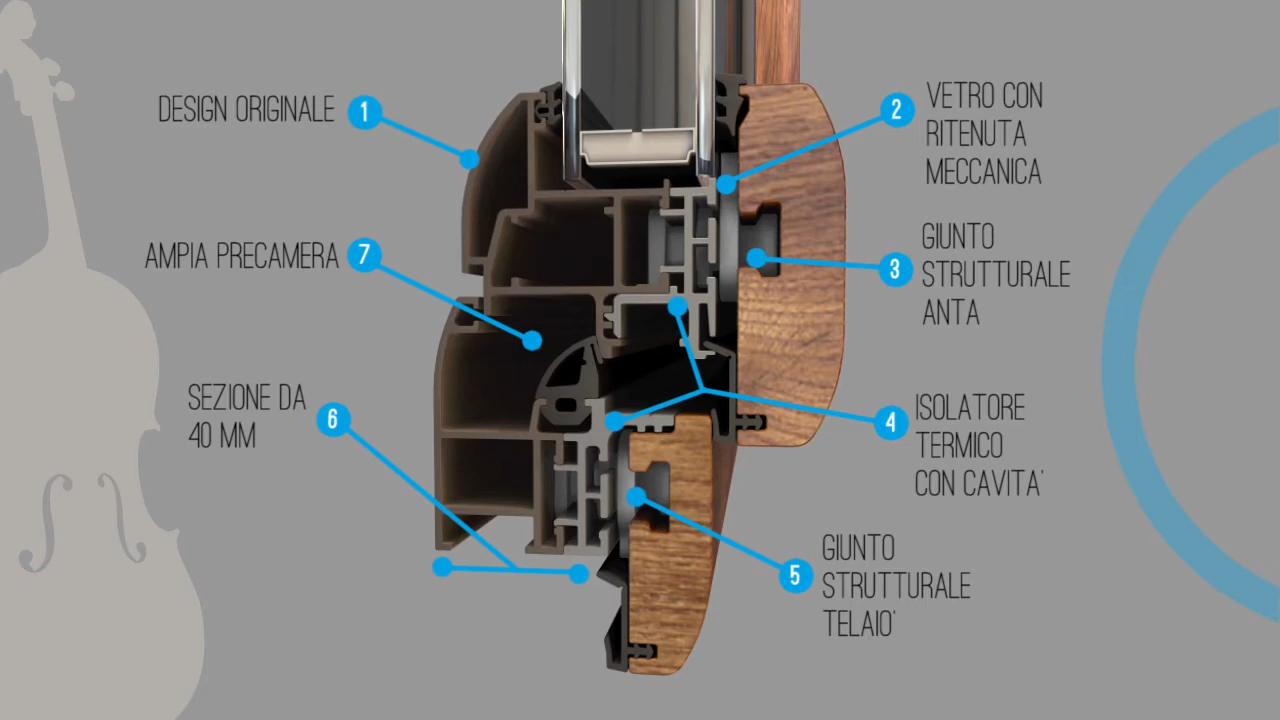 DESIGN ORIGINALE 1
2 VETRO CON
RITENUTA
MECCANICA
AMPIA PRECAMERA 7
3 GIUNTO
STRUTTURALE
ANTA
SEZIONE DA
40 MM
6
4 ISOLATORE
TERMICO
CON CAVITA'
5 GIUNTO
STRUTTURALE
TELAIO'